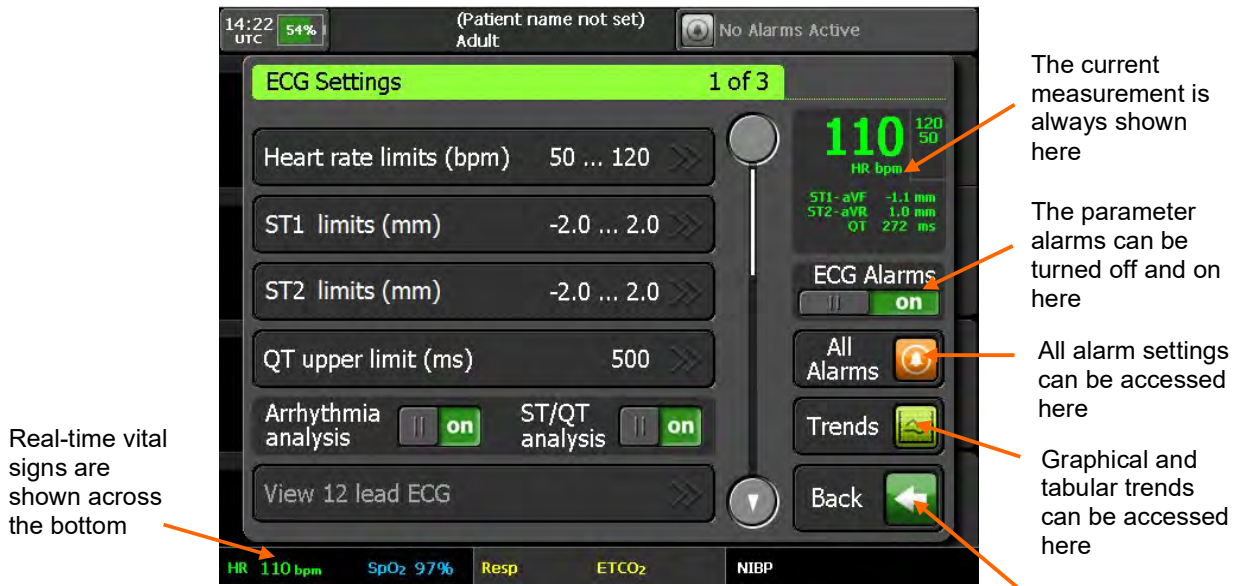 14:22
UTC
54%
(Patient name not set)
Adult
No Alarms Active
ECG Settings 1 of 3
Heart rate limits (bpm) 50 ... 120
ST1 limits (mm) -2.0 ... 2.0
ST2 limits (mm) -2.0 ... 2.0
QT upper limit (ms) 500
Arrhythmia
analysis
on
ST/QT
analysis
on
View 12 lead ECG
110
120
50
HR bpm
ST1-aVF -1.1 mm
ST2-aVR 1.0 mm
QT 272 ms
ECG Alarms
on
All
Alarms
Trends
Back
HR 110 bpm SpO₂ 97% Resp ETCO₂ NIBP
The current
measurement is
always shown
here
The parameter
alarms can be
turned off and on
here
All alarm settings
can be accessed
here
Graphical and
tabular trends
can be accessed
here
Real-time vital
signs are
shown across
the bottom